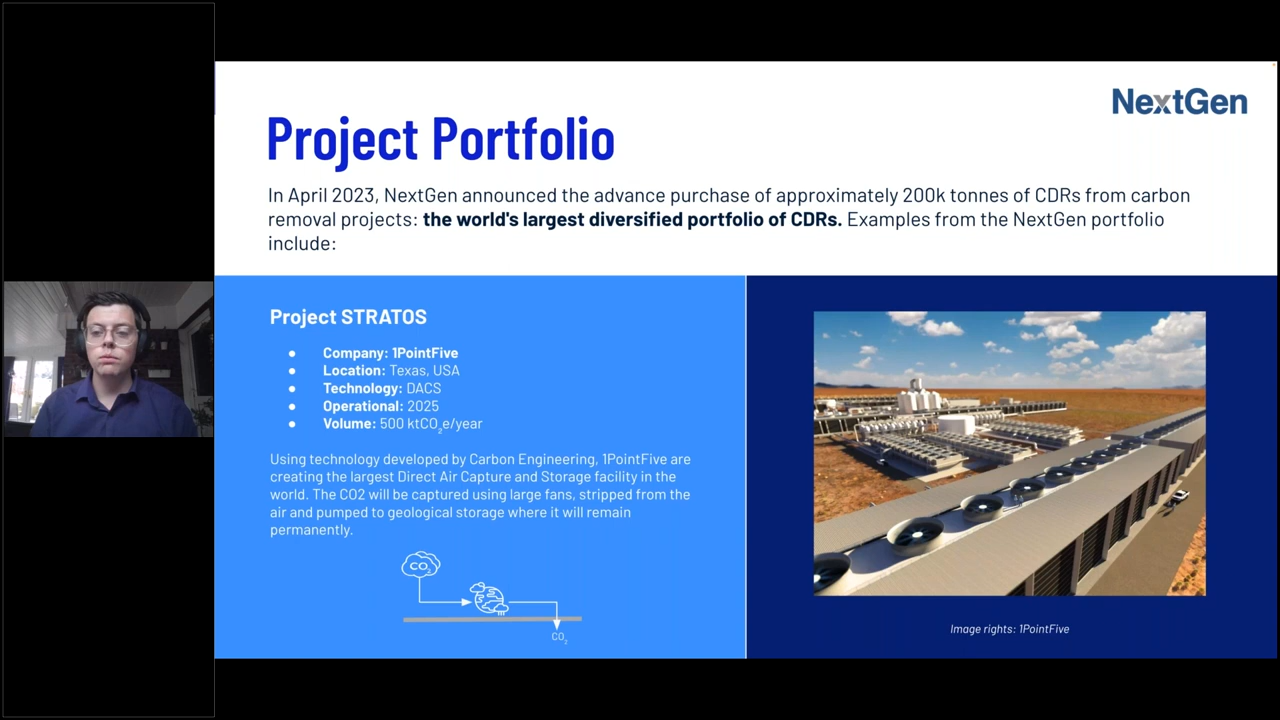 NextGen
Project Portfolio
In April 2023, NextGen announced the advance purchase of approximately 200k tonnes of CDRs from carbon
removal projects: the world's largest diversified portfolio of CDRs. Examples from the NextGen portfolio
include:
Project STRATOS
● Company: 1PointFive
● Location: Texas, USA
● Technology: DACS
● Operational: 2025
● Volume: 500 ktCO₂e/year
Using technology developed by Carbon Engineering, 1PointFive are
creating the largest Direct Air Capture and Storage facility in the
world. The CO2 will be captured using large fans, stripped from the
air and pumped to geological storage where it will remain
permanently.
CO₂
CO₂
Image rights: 1PointFive